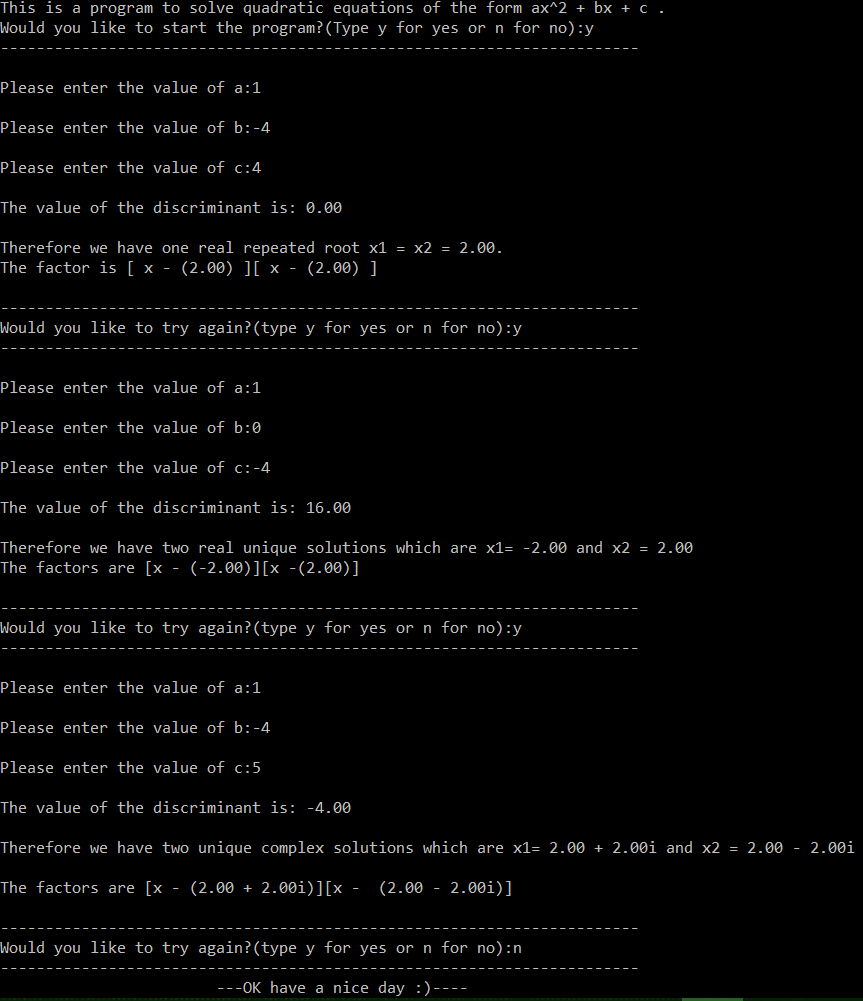 This is a program to solve quadratic equations of the form ax^2 + bx + c .
Would you like to start the program?(Type y for yes or n for no):y
-----------------------------------------------------------------------
Please enter the value of a:1
Please enter the value of b:-4
Please enter the value of c:4
The value of the discriminant is: 0.00
Therefore we have one real repeated root x1 = x2 = 2.00.
The factor is [ x - (2.00) ][ x - (2.00) ]
-----------------------------------------------------------------------
Would you like to try again?(type y for yes or n for no):y
-----------------------------------------------------------------------
Please enter the value of a:1
Please enter the value of b:0
Please enter the value of c:-4
The value of the discriminant is: 16.00
Therefore we have two real unique solutions which are x1= -2.00 and x2 = 2.00
The factors are [x - (-2.00)][x -(2.00)]
-----------------------------------------------------------------------
Would you like to try again?(type y for yes or n for no):y
-----------------------------------------------------------------------
Please enter the value of a:1
Please enter the value of b:-4
Please enter the value of c:5
The value of the discriminant is: -4.00
Therefore we have two unique complex solutions which are x1= 2.00 + 2.00i and x2 = 2.00 - 2.00i
The factors are [x - (2.00 + 2.00i)][x -  (2.00 - 2.00i)]
-----------------------------------------------------------------------
Would you like to try again?(type y for yes or n for no):n
-----------------------------------------------------------------------
---OK have a nice day :)----